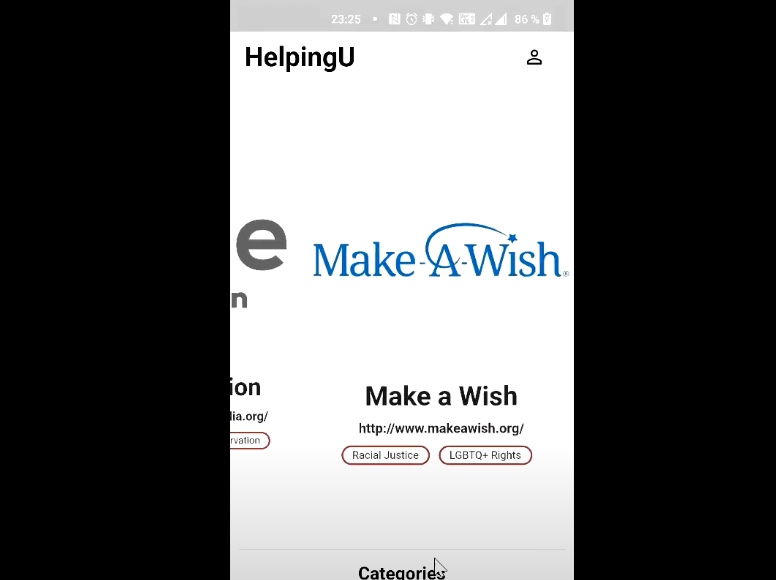 23:25 86 %
HelpingU
e
n
Make-A-Wish®
ion
Make a Wish
dia.org/
http://www.makeawish.org/
rvation
Racial Justice LGBTQ+ Rights
Categories